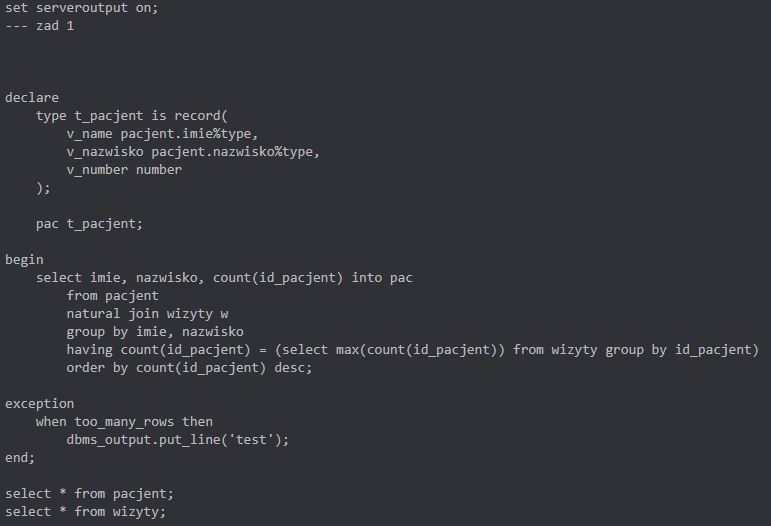 set serveroutput on;
--- zad 1
declare
    type t_pacjent is record(
        v_name pacjent.imie%type,
        v_nazwisko pacjent.nazwisko%type,
        v_number number
    );
    pac t_pacjent;
begin
    select imie, nazwisko, count(id_pacjent) into pac
        from pacjent
        natural join wizyty w
        group by imie, nazwisko
        having count(id_pacjent) = (select max(count(id_pacjent)) from wizyty group by id_pacjent)
        order by count(id_pacjent) desc;
exception
    when too_many_rows then
        dbms_output.put_line('test');
end;
select * from pacjent;
select * from wizyty;